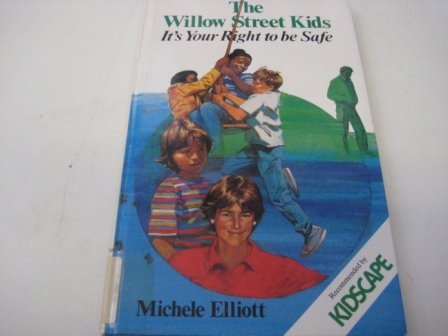 The
Willow Street Kids
It's Your Right to be Safe
Michele Elliott
Recommended by
KIDSCAPE